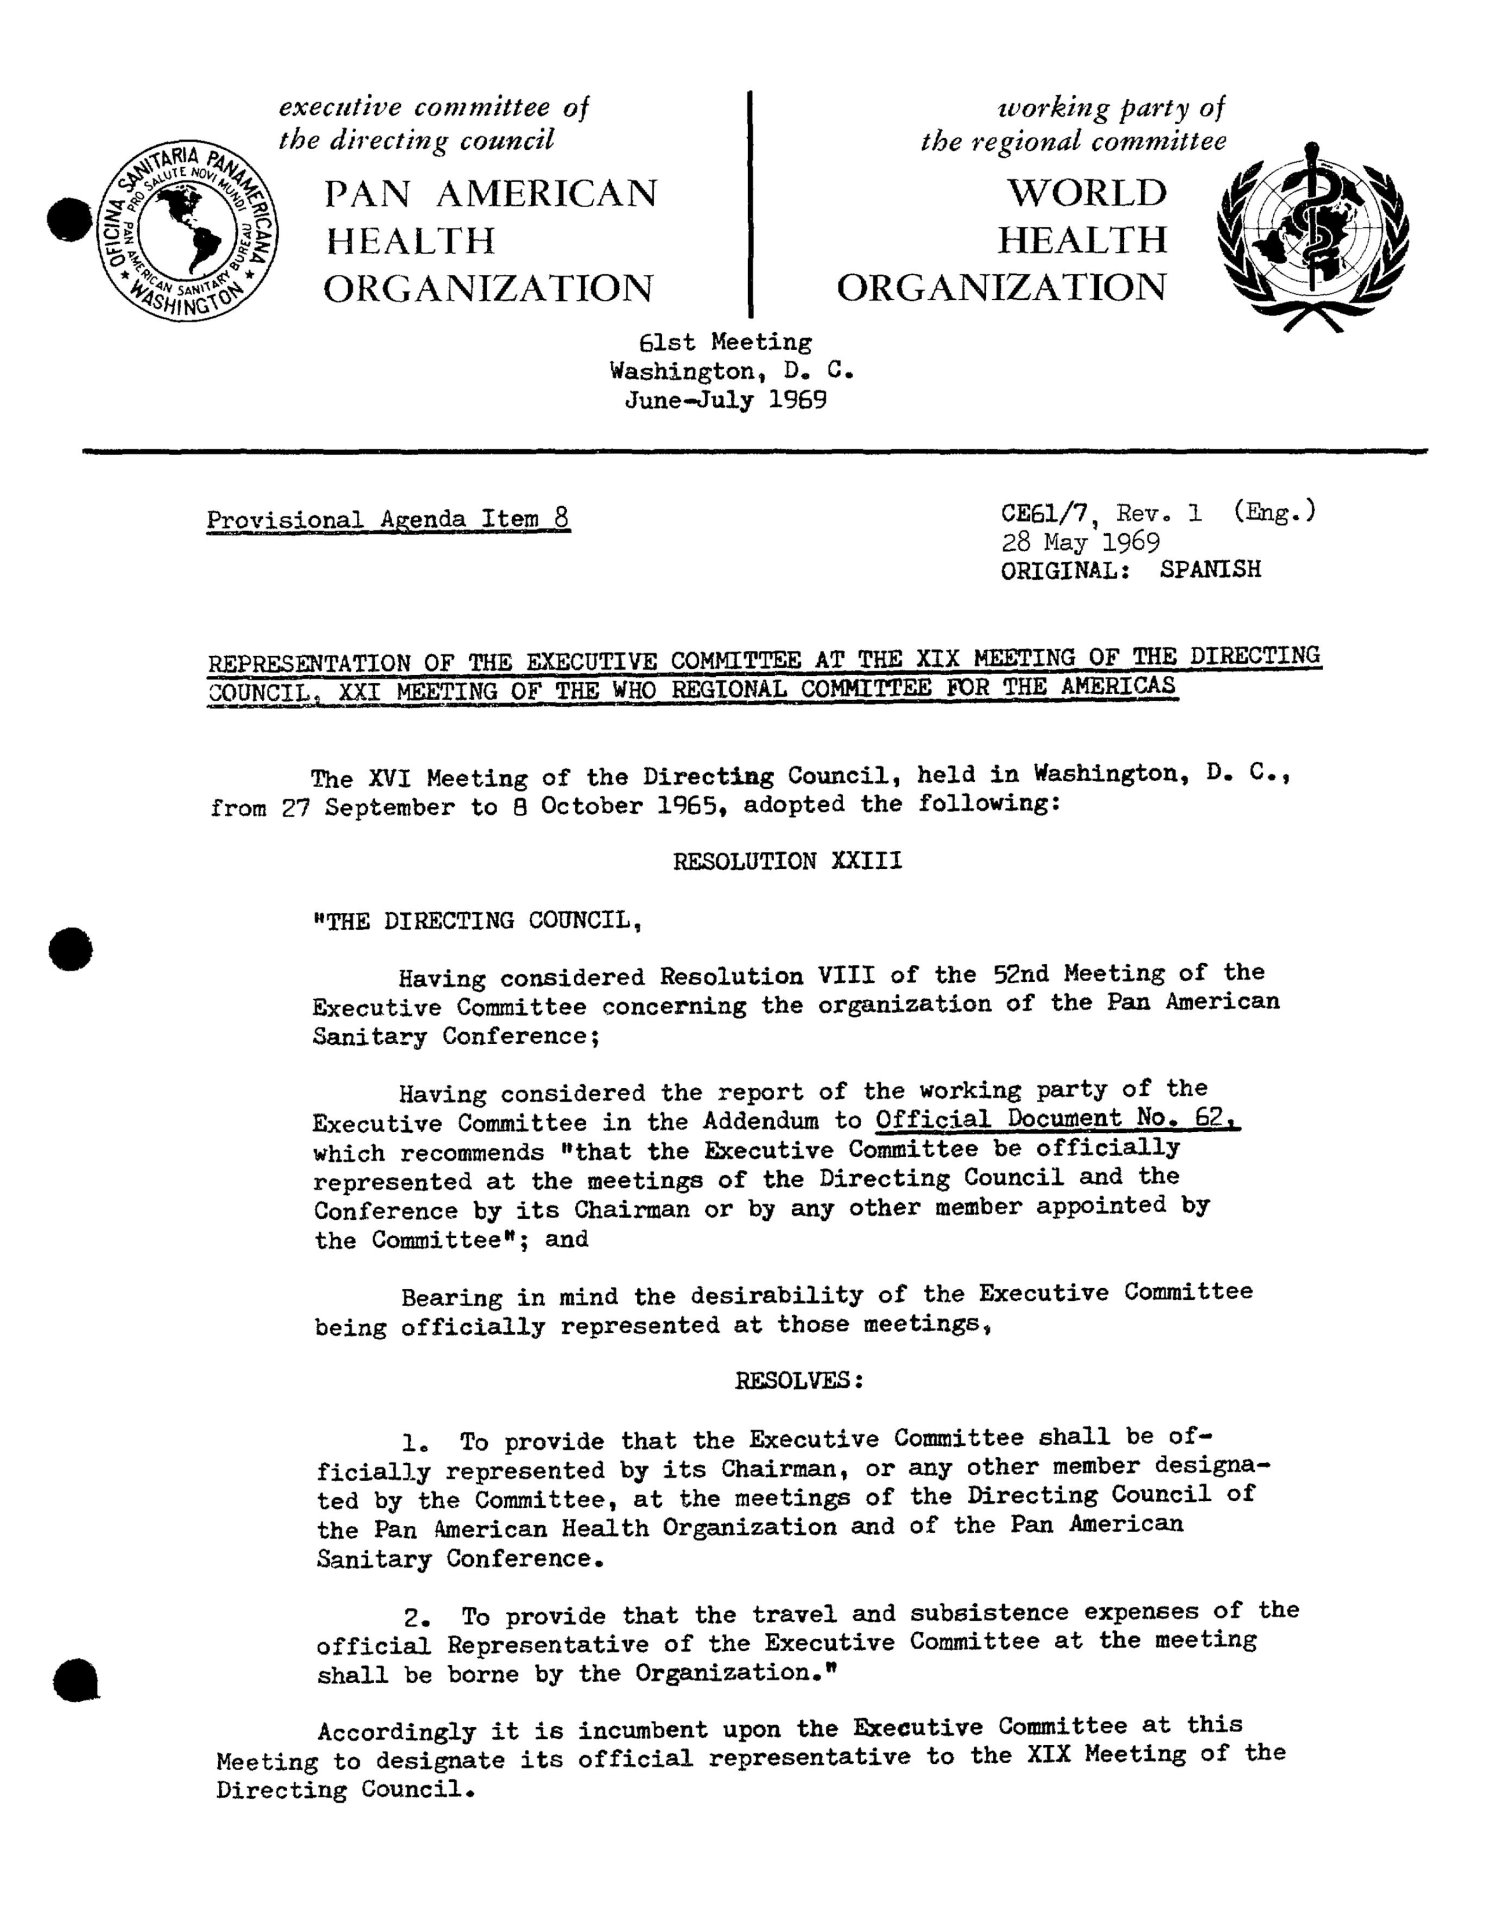 executive committee of
the directing council
PAN AMERICAN
HEALTH
ORGANIZATION
working party of
the regional committee
WORLD
HEALTH
ORGANIZATION
OFICINA SANITARIA PANAMERICANA
PRO SALUTE NOVI MUNDI
PAN AMERICAN SANITARY BUREAU
★ WASHINGTON ★
61st Meeting
Washington, D. C.
June-July 1969
Provisional Agenda Item 8
CE61/7, Rev. 1 (Eng.)
28 May 1969
ORIGINAL: SPANISH
REPRESENTATION OF THE EXECUTIVE COMMITTEE AT THE XIX MEETING OF THE DIRECTING
COUNCIL, XXI MEETING OF THE WHO REGIONAL COMMITTEE FOR THE AMERICAS
The XVI Meeting of the Directing Council, held in Washington, D. C.,
from 27 September to 8 October 1965, adopted the following:
RESOLUTION XXIII
"THE DIRECTING COUNCIL,
Having considered Resolution VIII of the 52nd Meeting of the
Executive Committee concerning the organization of the Pan American
Sanitary Conference;
Having considered the report of the working party of the
Executive Committee in the Addendum to Official Document No. 62,
which recommends "that the Executive Committee be officially
represented at the meetings of the Directing Council and the
Conference by its Chairman or by any other member appointed by
the Committee"; and
Bearing in mind the desirability of the Executive Committee
being officially represented at those meetings,
RESOLVES:
1. To provide that the Executive Committee shall be of-
ficially represented by its Chairman, or any other member designa-
ted by the Committee, at the meetings of the Directing Council of
the Pan American Health Organization and of the Pan American
Sanitary Conference.
2. To provide that the travel and subsistence expenses of the
official Representative of the Executive Committee at the meeting
shall be borne by the Organization."
Accordingly it is incumbent upon the Executive Committee at this
Meeting to designate its official representative to the XIX Meeting of the
Directing Council.